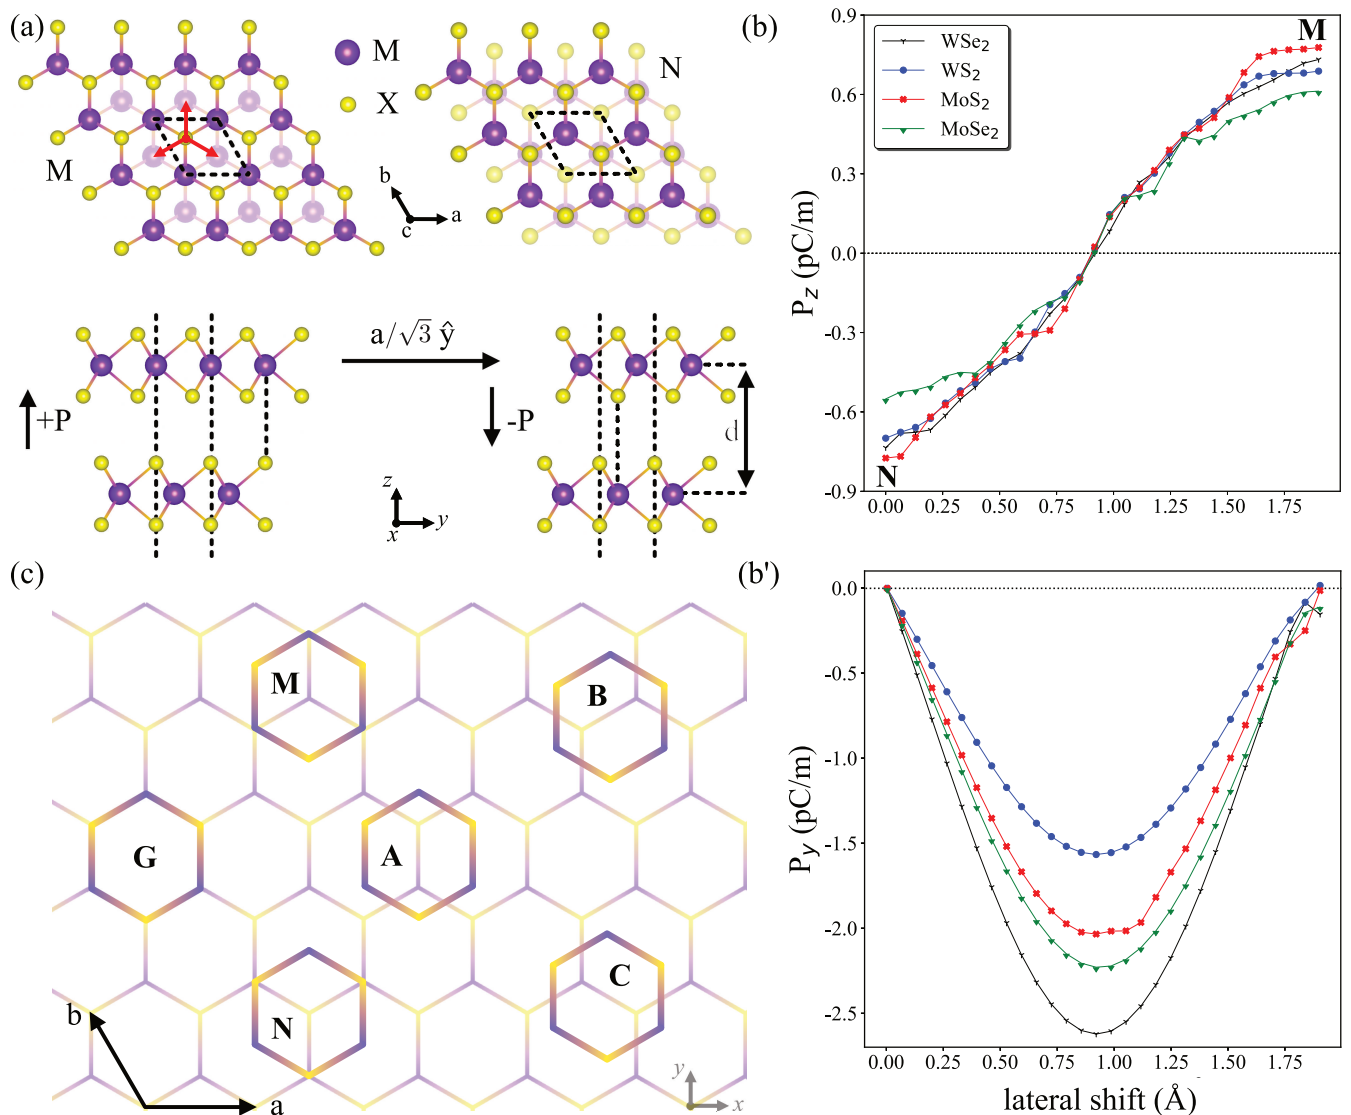 (a)
M
X
N
M
b
a
c
a/√3 ŷ
+P
-P
d
z
y
x
(b)
0.9
0.6
0.3
0.0
-0.3
-0.6
-0.9
P_z (pC/m)
WSe₂
WS₂
MoS₂
MoSe₂
M
N
0.00 0.25 0.50 0.75 1.00 1.25 1.50 1.75
(c)
M
B
G
A
N
C
b
a
y
x
(b')
0.0
-0.5
-1.0
-1.5
-2.0
-2.5
P_y (pC/m)
0.00 0.25 0.50 0.75 1.00 1.25 1.50 1.75
lateral shift (Å)